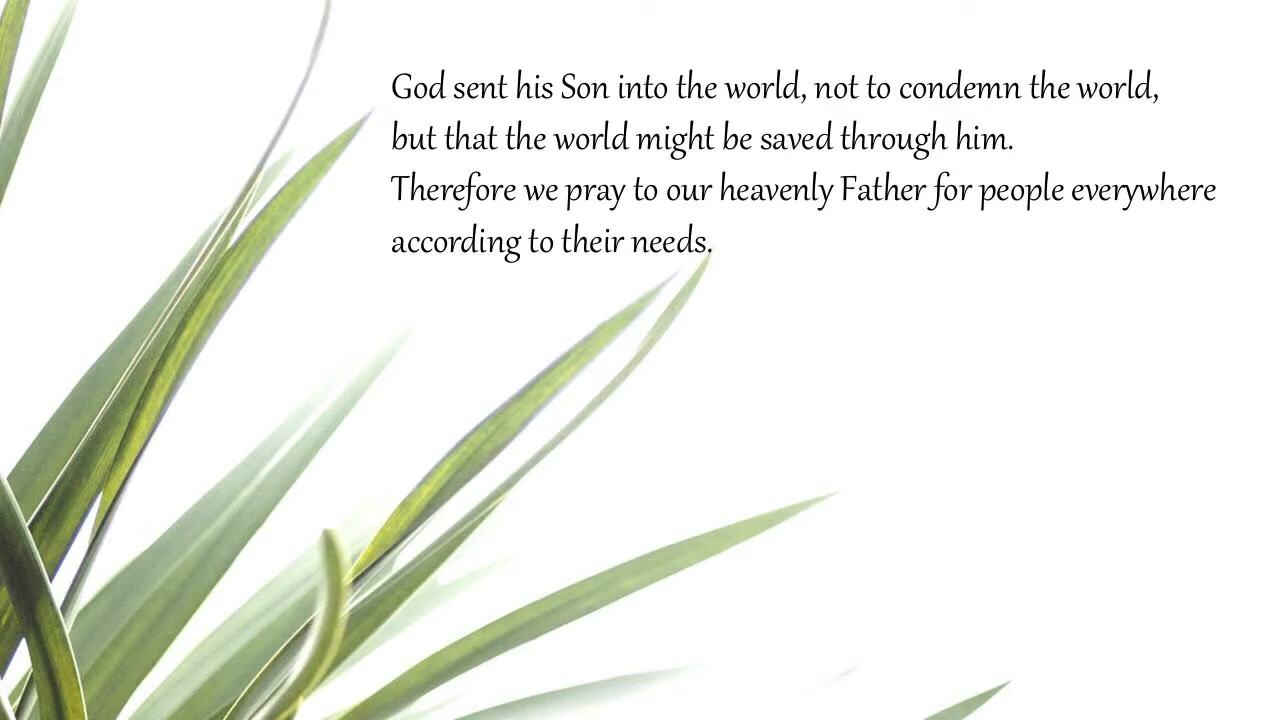 God sent his Son into the world, not to condemn the world,
but that the world might be saved through him.
Therefore we pray to our heavenly Father for people everywhere
according to their needs.